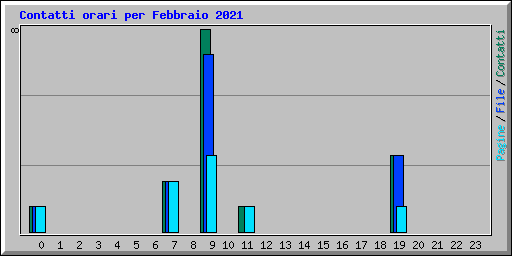 Contatti orari per Febbraio 2021
8
0 1 2 3 4 5 6 7 8 9 10 11 12 13 14 15 16 17 18 19 20 21 22 23
Pagine/File/Contatti